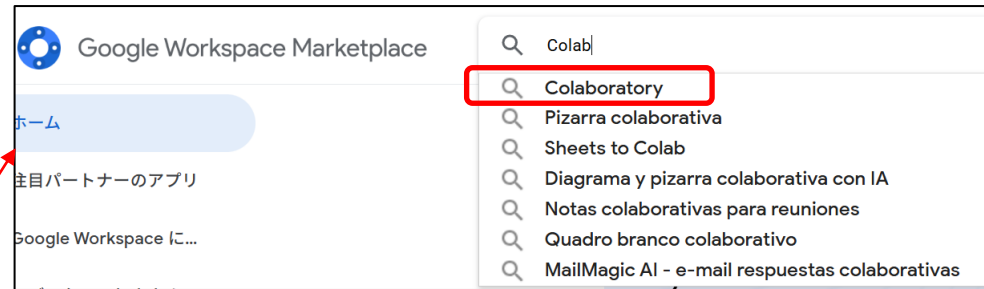 Google Workspace Marketplace
Colab
Colaboratory
Pizarra colaborativa
Sheets to Colab
Diagrama y pizarra colaborativa con IA
Notas colaborativas para reuniones
Quadro branco colaborativo
MailMagic AI - e-mail respuestas colaborativas
ホーム
注目パートナーのアプリ
Google Workspace に...